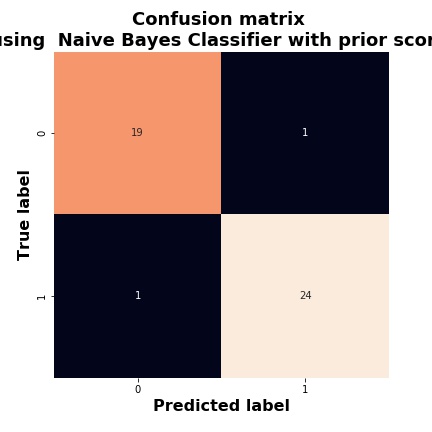 Confusion matrix
using Naive Bayes Classifier with prior
0
19
1
True label
1
1
24
0
1
Predicted label